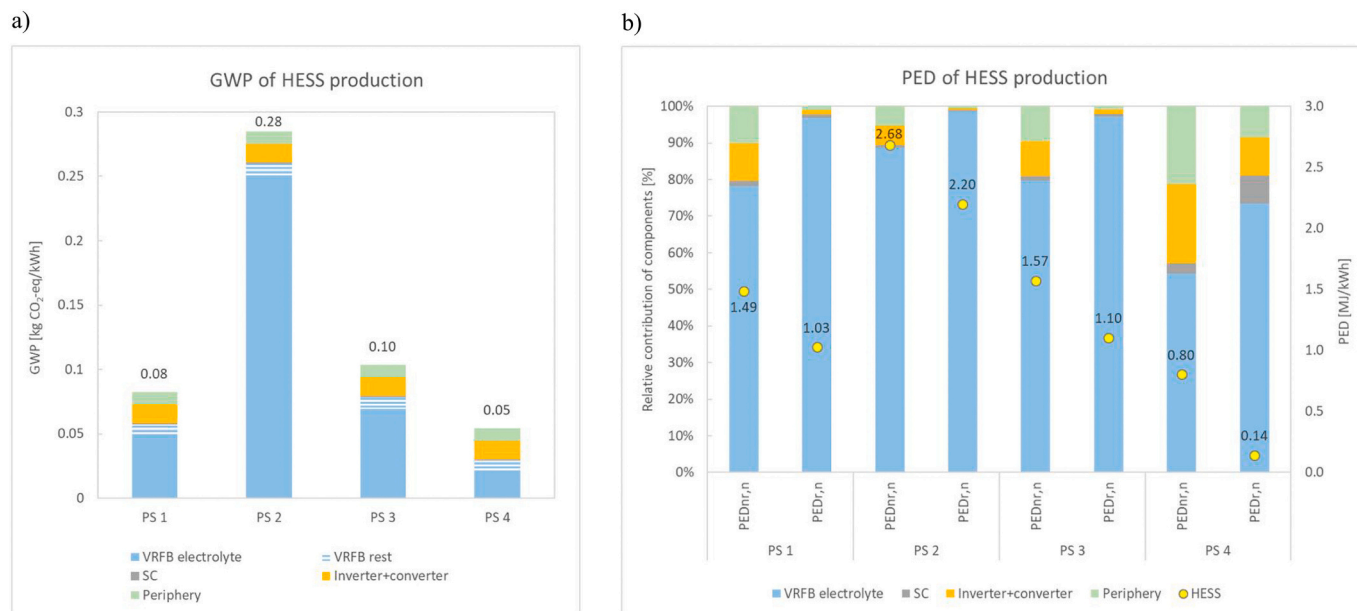 a)
GWP of HESS production
GWP [kg CO₂-eq/kWh]
0.3
0.25
0.2
0.15
0.1
0.05
0
0.08
0.28
0.10
0.05
PS 1
PS 2
PS 3
PS 4
VRFB electrolyte
VRFB rest
SC
Inverter+converter
Periphery
b)
PED of HESS production
Relative contribution of components [%]
100%
90%
80%
70%
60%
50%
40%
30%
20%
10%
0%
1.49
1.03
2.68
2.20
1.57
1.10
0.80
0.14
3.0
2.5
2.0
1.5
1.0
0.5
0.0
PED [MJ/kWh]
PEDnr,n
PEDr,n
PEDnr,n
PEDr,n
PEDnr,n
PEDr,n
PEDnr,n
PEDr,n
PS 1
PS 2
PS 3
PS 4
VRFB electrolyte
SC
Inverter+converter
Periphery
HESS